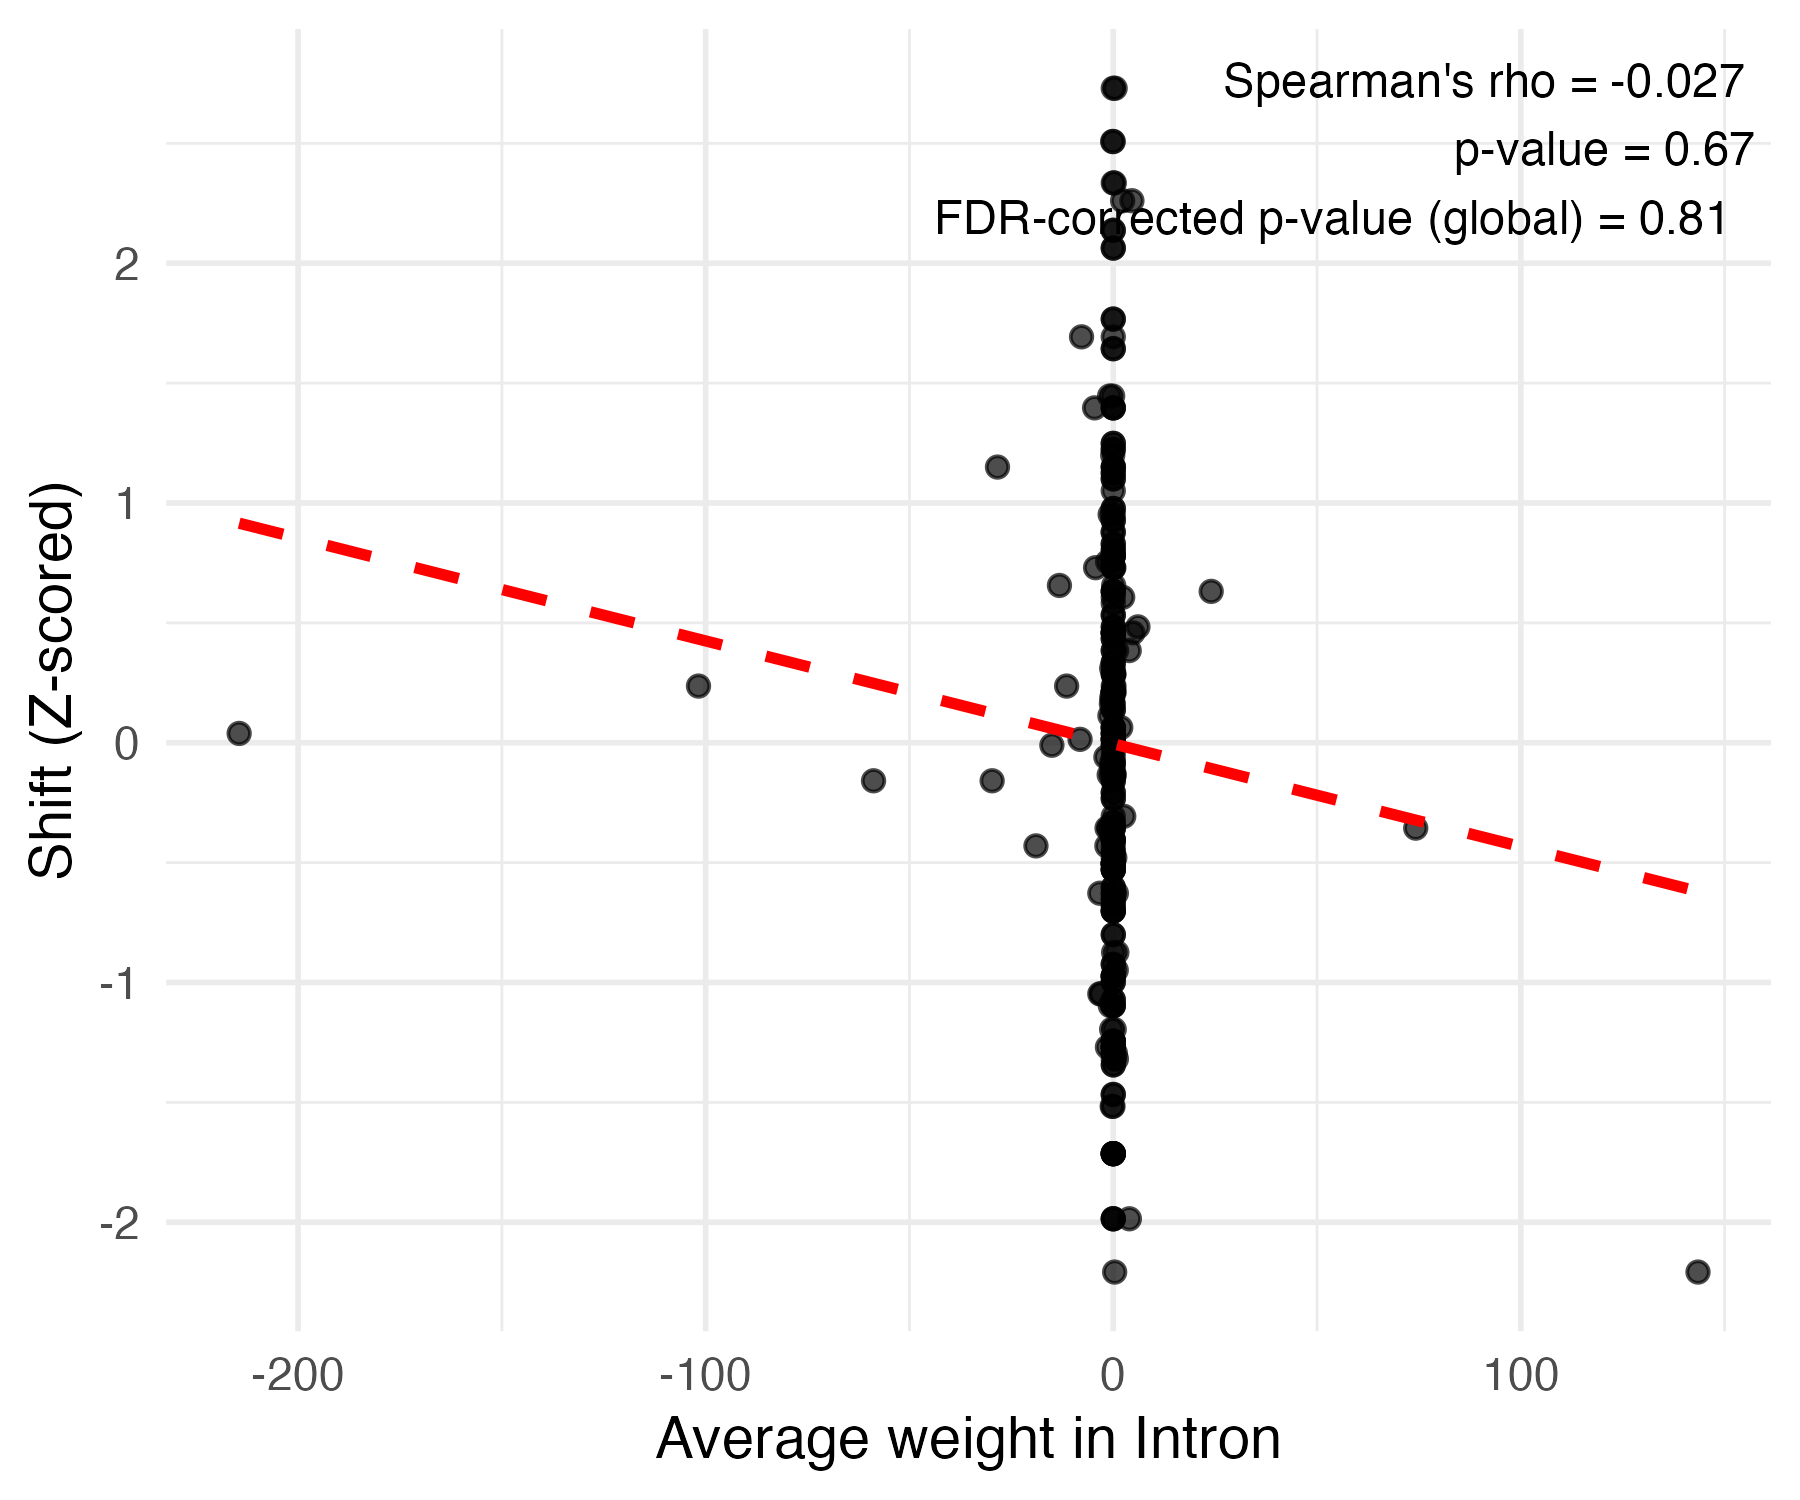 Spearman's rho = -0.027
p-value = 0.67
FDR-corrected p-value (global) = 0.81
2
1
0
-1
-2
Shift (Z-scored)
-200 -100 0 100
Average weight in Intron